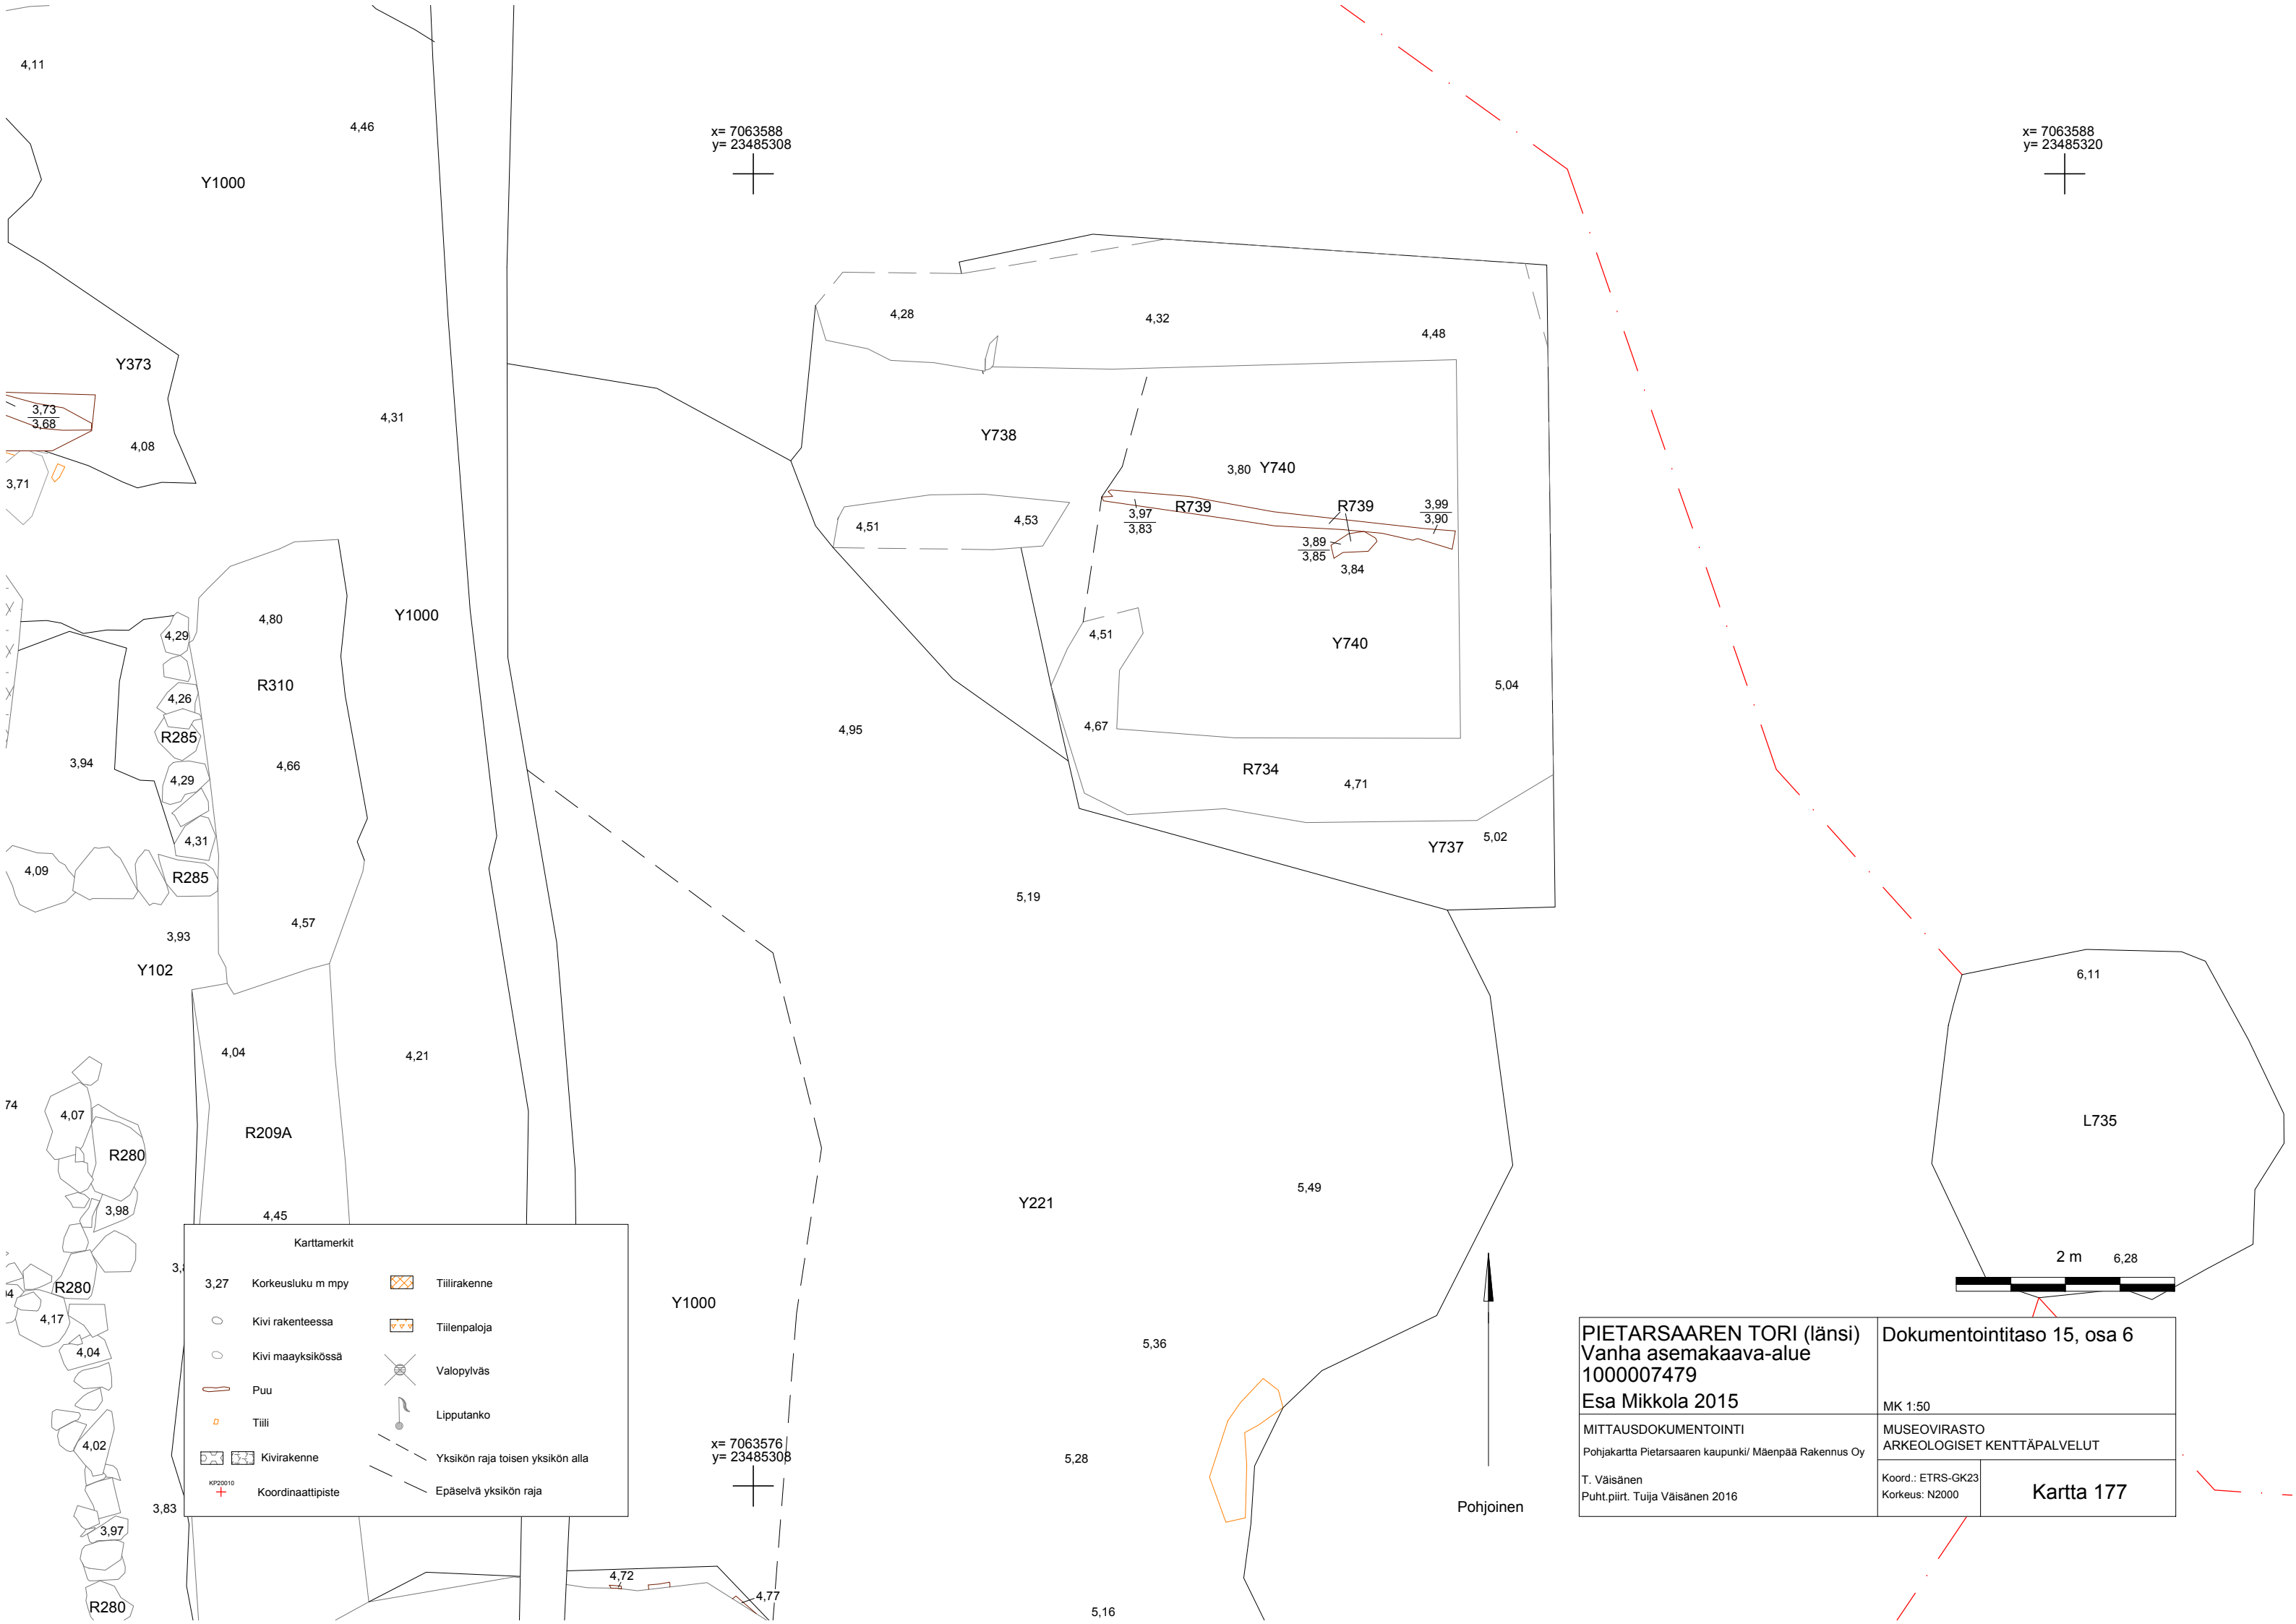 4,11
4,46
x= 7063588
y= 23485308
x= 7063588
y= 23485320
Y1000
4,28
4,32
4,48
Y373
3,73
3,68
4,08
4,31
3,71
Y738
3,80 Y740
R739
R739
3,99
3,90
3,97
3,83
4,51
4,53
3,89
3,85
3,84
4,80
Y1000
4,29
4,51
Y740
R310
4,26
5,04
R285
4,95
4,67
3,94
4,66
4,29
R734
4,71
4,31
Y737
5,02
4,09
R285
5,19
4,57
3,93
Y102
6,11
4,04
4,21
74
4,07
R209A
L735
R280
5,49
Y221
3,98
4,45
2 m
6,28
R280
4,17
Y1000
4,04
5,36
4,02
x= 7063576
y= 23485308
5,28
3,83
3,97
4,72
4,77
R280
5,16
Karttamerkit
3,27 Korkeusluku m mpy
Kivi rakenteessa
Kivi maayksikössä
Puu
Tiili
Kivirakenne
KP20010
Koordinaattipiste
Tiilirakenne
Tiilenpaloja
Valopylväs
Lipputanko
Yksikön raja toisen yksikön alla
Epäselvä yksikön raja
Pohjoinen
PIETARSAAREN TORI (länsi)
Vanha asemakaava-alue
1000007479
Esa Mikkola 2015
Dokumentointitaso 15, osa 6
MK 1:50
MITTAUSDOKUMENTOINTI
Pohjakartta Pietarsaaren kaupunki/ Mäenpää Rakennus Oy
T. Väisänen
Puht.piirt. Tuija Väisänen 2016
MUSEOVIRASTO
ARKEOLOGISET KENTTÄPALVELUT
Koord.: ETRS-GK23
Korkeus: N2000
Kartta 177